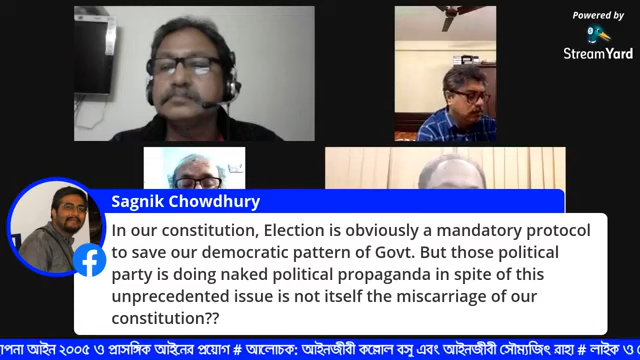 Powered by
StreamYard
Sagnik Chowdhury
In our constitution, Election is obviously a mandatory protocol
to save our democratic pattern of Govt. But those political
party is doing naked political propaganda in spite of this
unprecedented issue is not itself the miscarriage of our
constitution??
আইন ২০০৫ ও প্রাসঙ্গিক আইনের প্রয়োগ # আলোচক: আইনজীবী কল্লোল বসু এবং আইনজীবী সৌম্যজিৎ রাহা # লাইক ও